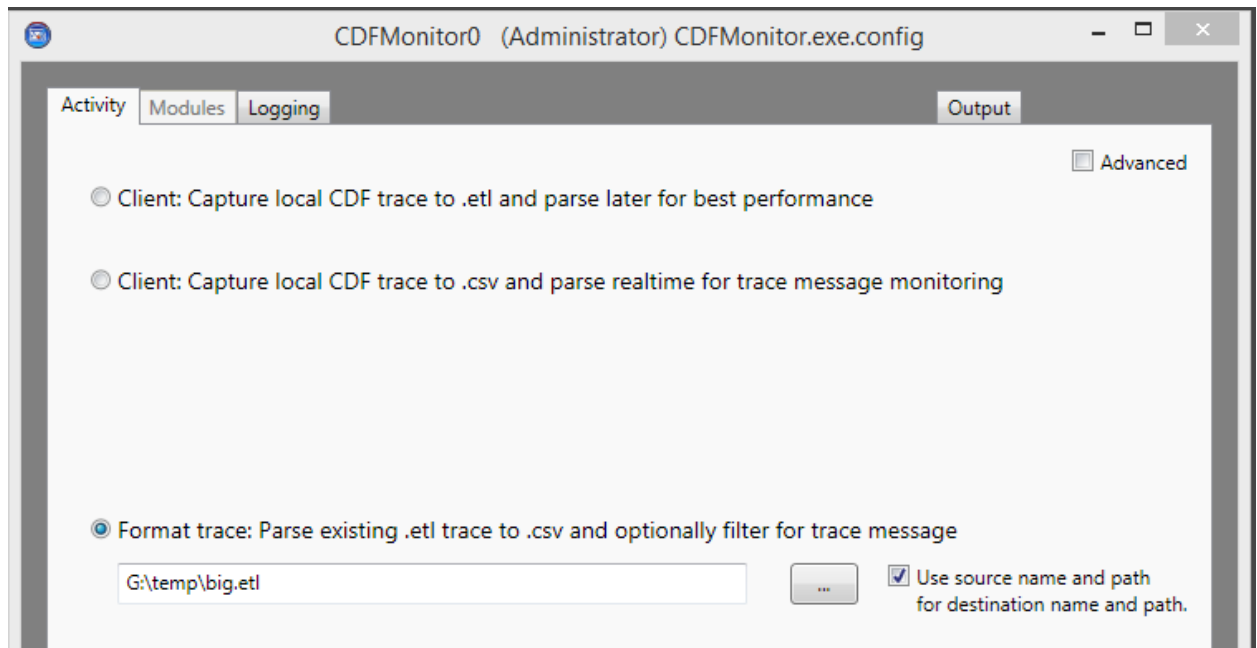 CDFMonitor0 (Administrator) CDFMonitor.exe.config
Activity Modules Logging Output
Advanced
Client: Capture local CDF trace to .etl and parse later for best performance
Client: Capture local CDF trace to .csv and parse realtime for trace message monitoring
Format trace: Parse existing .etl trace to .csv and optionally filter for trace message
G:\temp\big.etl ... Use source name and path
for destination name and path.